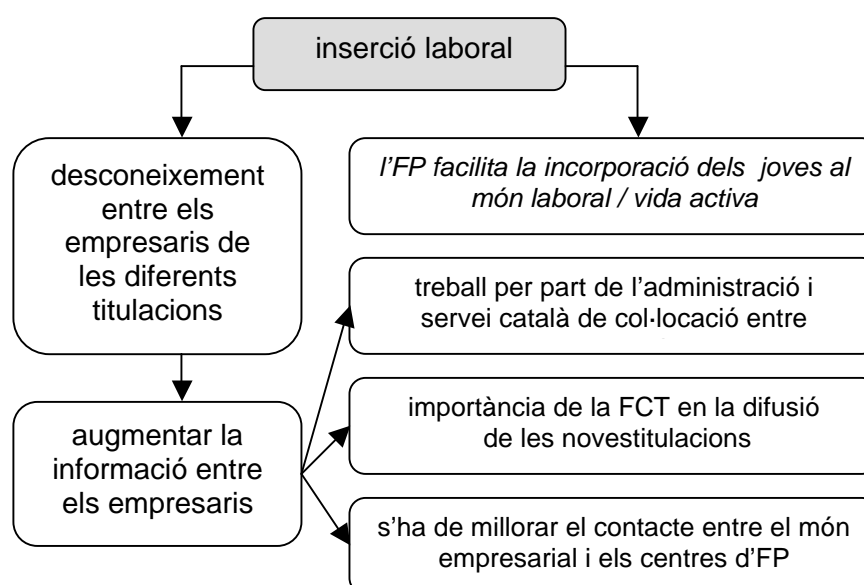 inserció laboral
desconeixement
entre els
empresaris de
les diferents
titulacions
l’FP facilita la incorporació dels joves al
món laboral / vida activa
treball per part de l’administració i
servei català de col·locació entre
augmentar la
informació entre
els empresaris
importància de la FCT en la difusió
de les novestitulacions
s’ha de millorar el contacte entre el món
empresarial i els centres d’FP